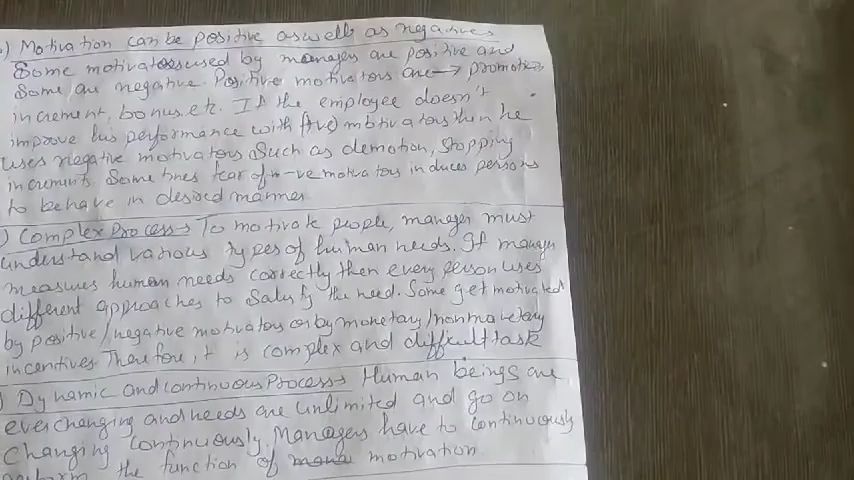 ) Motivation can be positive aswells as negatives
Some motivators used by managers are positive and
Some are negative. Positive motivators are → promotion
increment, bonus, etc. If the employee doesn't
improve his performance with (+ve) motivators then he
uses negative motivators Such as demotion, stopping
increments. Sometimes fear of -ve motivators induces persons
to behave in desired manner
) Complex Process → To motivate people, manager must
understand various types of human needs. If manager
measures human needs correctly then every person uses
different approaches to satisfy the need. Some get motivated
by positive/negative motivators or by monetary/nonmonetary
incentives. Therefore, it is complex and difficult task
) Dynamic and continuous Process → Human beings are
everchanging and needs are unlimited and go on
Changing continuously. Managers have to continuously
perform the function of motivation